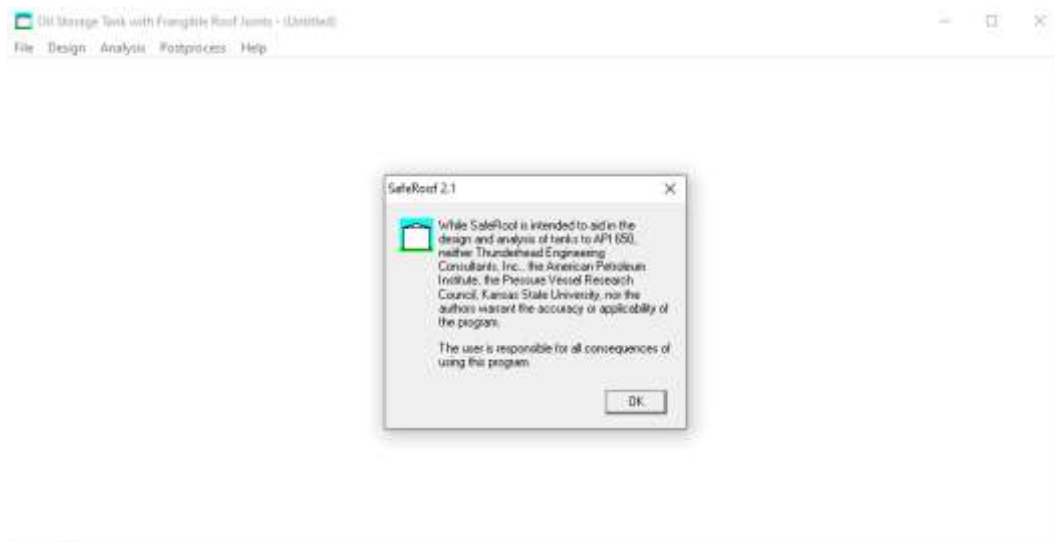 Oil Storage Tank with Frangible Roof Joints - (Untitled)
File Design Analysis Postprocess Help
SafeRoof 2.1
While SafeRoof is intended to aid in the
design and analysis of tanks to API 650,
neither Thunderhead Engineering
Consultants, Inc., the American Petroleum
Institute, the Pressure Vessel Research
Council, Kansas State University, nor the
authors warrant the accuracy or applicability of
the program.
The user is responsible for all consequences of
using this program.
OK